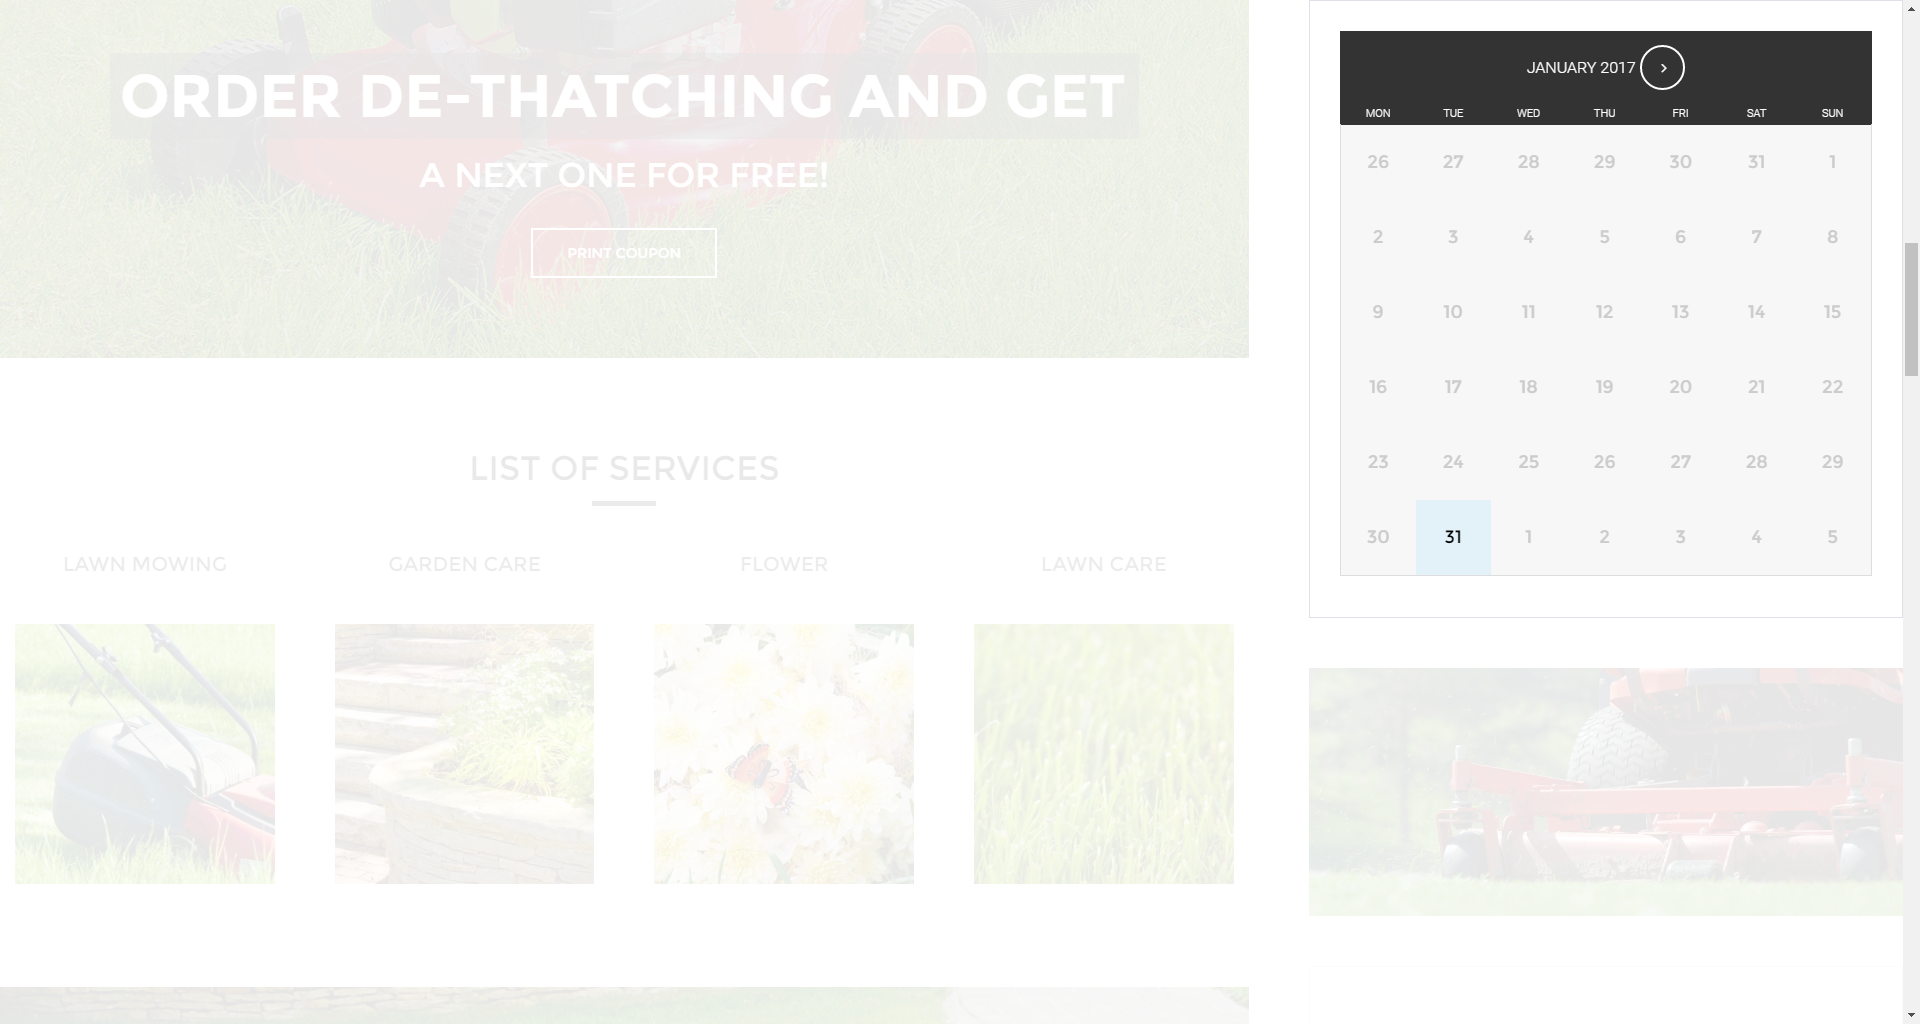 ORDER DE-THATCHING AND GET
A NEXT ONE FOR FREE!
PRINT COUPON
LIST OF SERVICES
LAWN MOWING GARDEN CARE FLOWER LAWN CARE
JANUARY 2017
MON TUE WED THU FRI SAT SUN
26 27 28 29 30 31 1
2 3 4 5 6 7 8
9 10 11 12 13 14 15
16 17 18 19 20 21 22
23 24 25 26 27 28 29
30 31 1 2 3 4 5